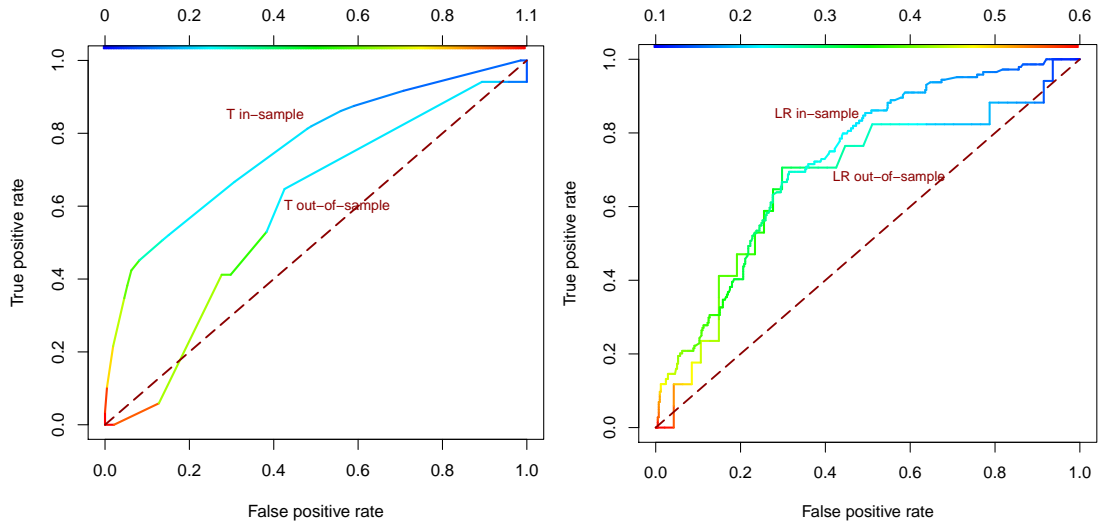 0 0.2 0.4 0.6 0.8 1.1
1.0
0.8
0.6
0.4
0.2
0.0
True positive rate
T in−sample
T out−of−sample
0.0 0.2 0.4 0.6 0.8 1.0
False positive rate
0.1 0.2 0.3 0.4 0.5 0.6
1.0
0.8
0.6
0.4
0.2
0.0
True positive rate
LR in−sample
LR out−of−sample
0.0 0.2 0.4 0.6 0.8 1.0
False positive rate